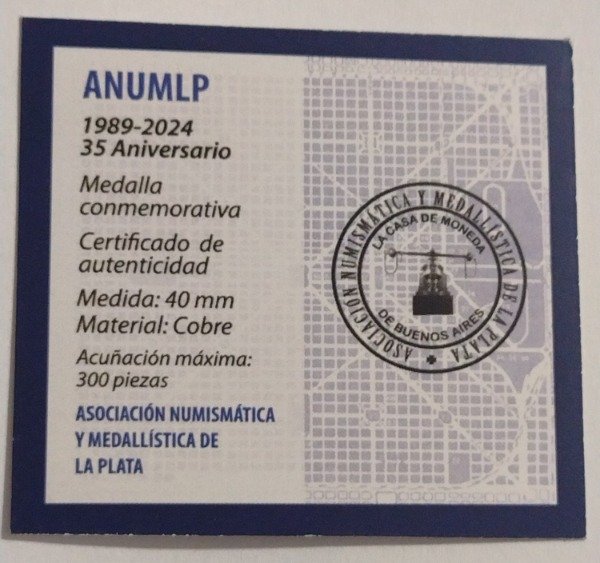 ANUMLP
1989-2024
35 Aniversario
Medalla
conmemorativa
Certificado de
autenticidad
Medida: 40 mm
Material: Cobre
Acuñación máxima:
300 piezas
ASOCIACIÓN NUMISMÁTICA
Y MEDALLÍSTICA DE
LA PLATA
ASOCIACIÓN NUMISMÁTICA Y MEDALLÍSTICA DE LA PLATA
LA CASA DE MONEDA
DE BUENOS AIRES